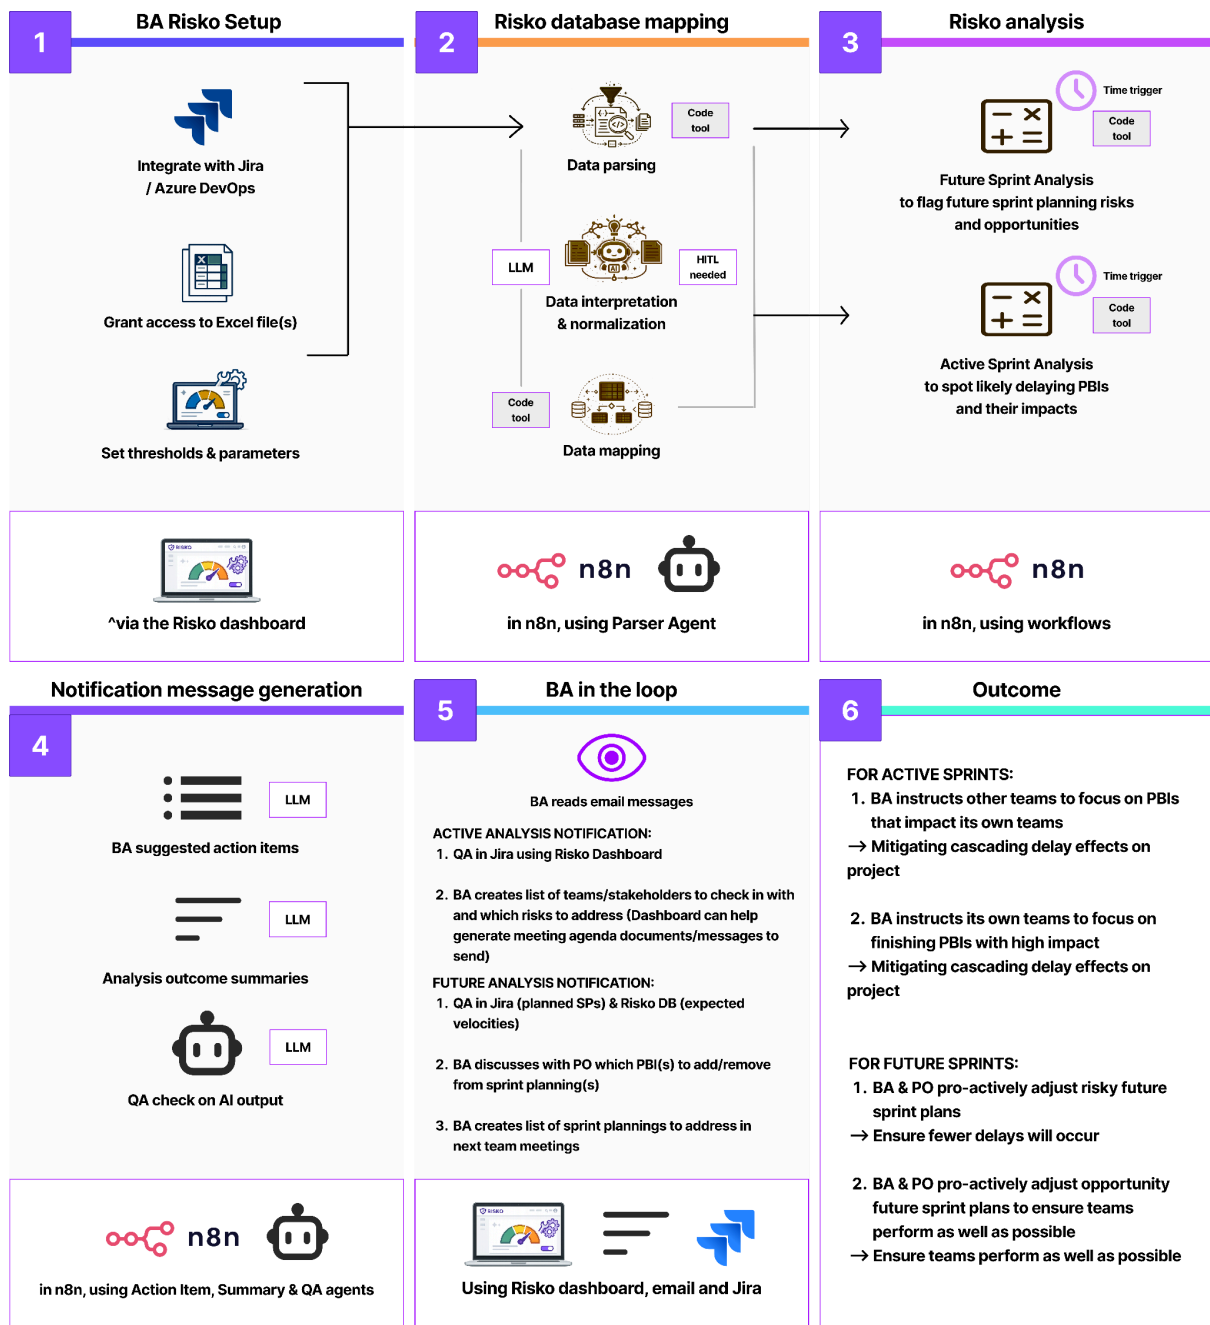 1
BA Risko Setup
Integrate with Jira
/ Azure DevOps
Grant access to Excel file(s)
Set thresholds & parameters
RISKO
^via the Risko dashboard
2
Risko database mapping
Code
tool
Data parsing
LLM
AI
HITL
needed
Data interpretation
& normalization
Code
tool
Data mapping
n8n
in n8n, using Parser Agent
3
Risko analysis
Time trigger
Code
tool
Future Sprint Analysis
to flag future sprint planning risks
and opportunities
Time trigger
Code
tool
Active Sprint Analysis
to spot likely delaying PBIs
and their impacts
n8n
in n8n, using workflows
Notification message generation
4
LLM
BA suggested action items
LLM
Analysis outcome summaries
LLM
QA check on AI output
n8n
in n8n, using Action Item, Summary & QA agents
5
BA in the loop
BA reads email messages
ACTIVE ANALYSIS NOTIFICATION:
1. QA in Jira using Risko Dashboard
2. BA creates list of teams/stakeholders to check in with
and which risks to address (Dashboard can help
generate meeting agenda documents/messages to
send)
FUTURE ANALYSIS NOTIFICATION:
1. QA in Jira (planned SPs) & Risko DB (expected
velocities)
2. BA discusses with PO which PBI(s) to add/remove
from sprint planning(s)
3. BA creates list of sprint plannings to address in
next team meetings
RISKO
Using Risko dashboard, email and Jira
6
Outcome
FOR ACTIVE SPRINTS:
1. BA instructs other teams to focus on PBIs
that impact its own teams
→ Mitigating cascading delay effects on
project
2. BA instructs its own teams to focus on
finishing PBIs with high impact
→ Mitigating cascading delay effects on
project
FOR FUTURE SPRINTS:
1. BA & PO pro-actively adjust risky future
sprint plans
→ Ensure fewer delays will occur
2. BA & PO pro-actively adjust opportunity
future sprint plans to ensure teams
perform as well as possible
→ Ensure teams perform as well as possible